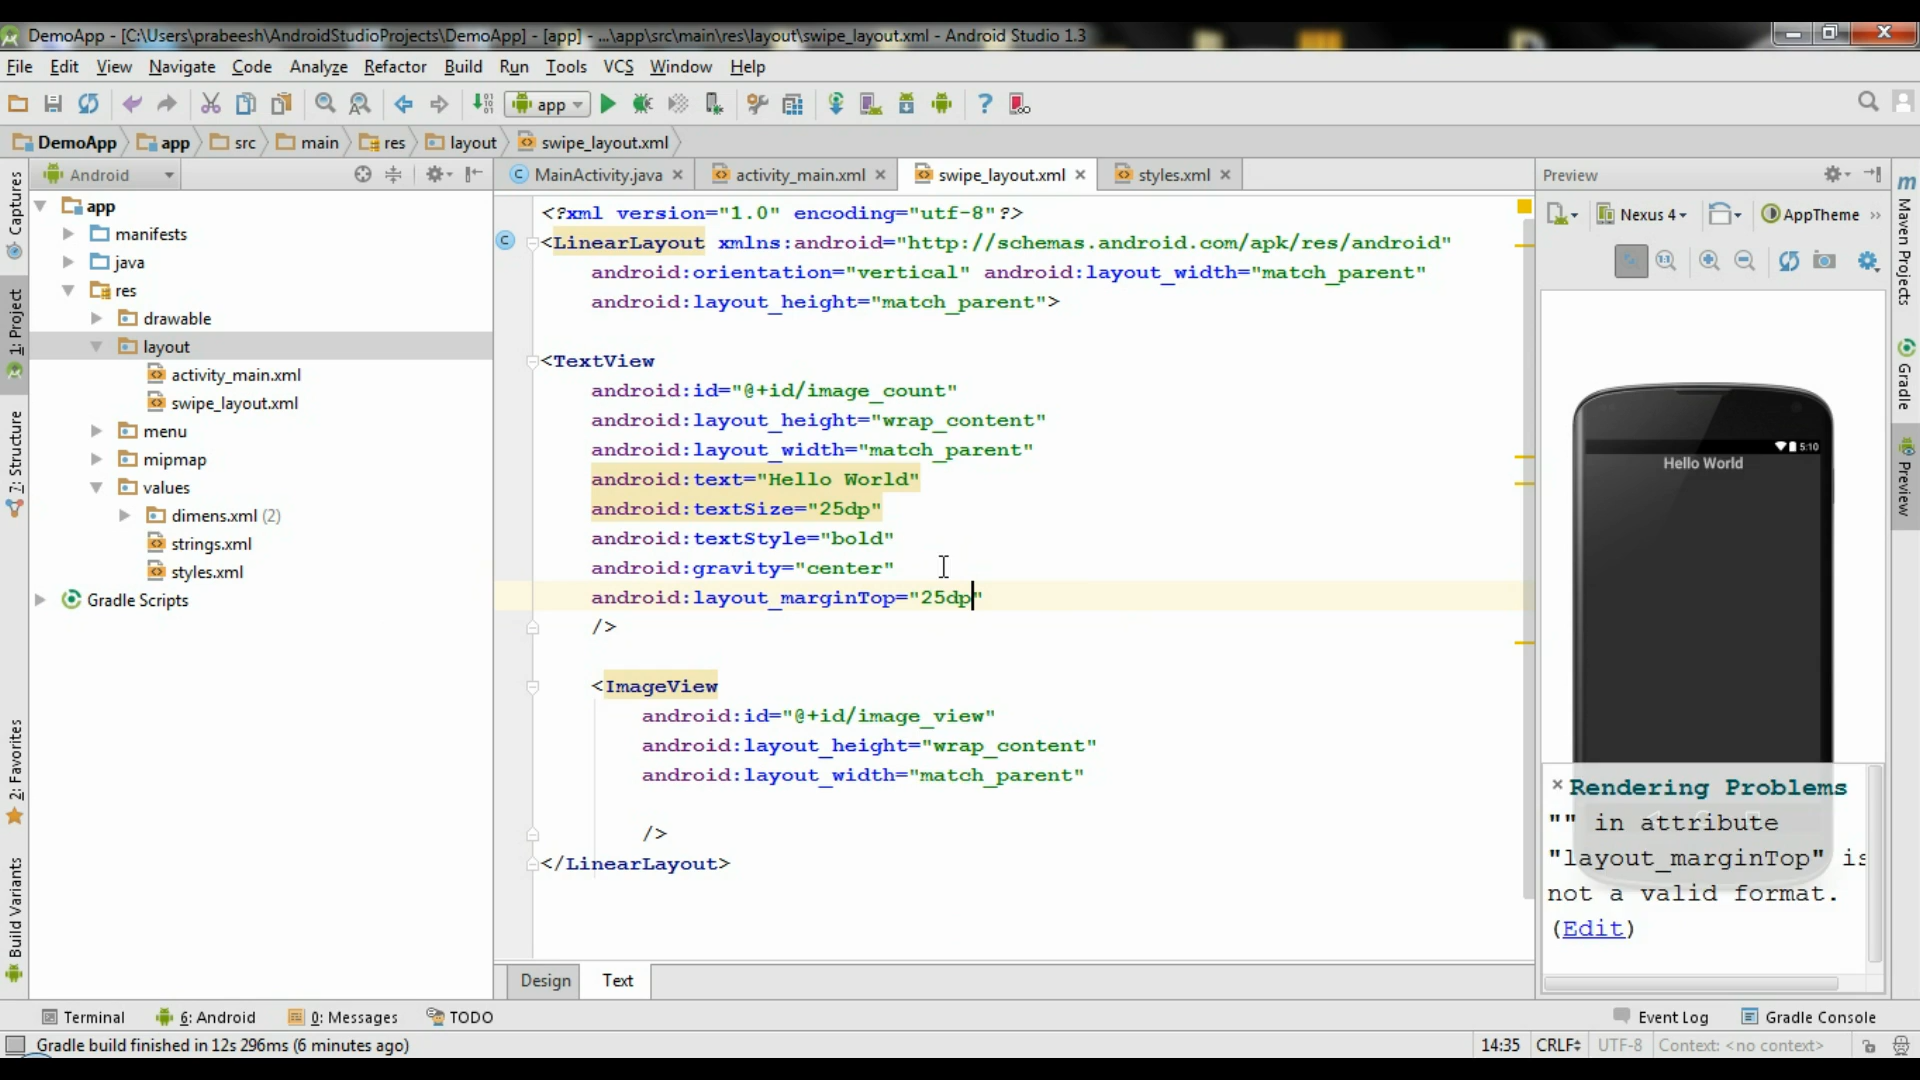 DemoApp - [C:\Users\prabeesh\AndroidStudioProjects\DemoApp] - [app] - ...\app\src\main\res\layout\swipe_layout.xml - Android Studio 1.3
File Edit View Navigate Code Analyze Refactor Build Run Tools VCS Window Help
app
DemoApp app src main res layout swipe_layout.xml
Captures
1: Project
7: Structure
2: Favorites
Build Variants
Android
app
manifests
java
res
drawable
layout
activity_main.xml
swipe_layout.xml
menu
mipmap
values
dimens.xml (2)
strings.xml
styles.xml
Gradle Scripts
MainActivity.java activity_main.xml swipe_layout.xml styles.xml
<?xml version="1.0" encoding="utf-8"?>
<LinearLayout xmlns:android="http://schemas.android.com/apk/res/android"
android:orientation="vertical" android:layout_width="match_parent"
android:layout_height="match_parent">
<TextView
android:id="@+id/image_count"
android:layout_height="wrap_content"
android:layout_width="match_parent"
android:text="Hello World"
android:textSize="25dp"
android:textStyle="bold"
android:gravity="center"
android:layout_marginTop="25dp"
/>
<ImageView
android:id="@+id/image_view"
android:layout_height="wrap_content"
android:layout_width="match_parent"
/>
</LinearLayout>
Design Text
Preview
Nexus 4 AppTheme
5:10
Hello World
Rendering Problems
"" in attribute
"layout_marginTop" is
not a valid format.
(Edit)
m Maven Projects
Gradle
Preview
Terminal 6: Android 0: Messages TODO
Event Log Gradle Console
Gradle build finished in 12s 296ms (6 minutes ago)
14:35 CRLF UTF-8 Context: <no context>